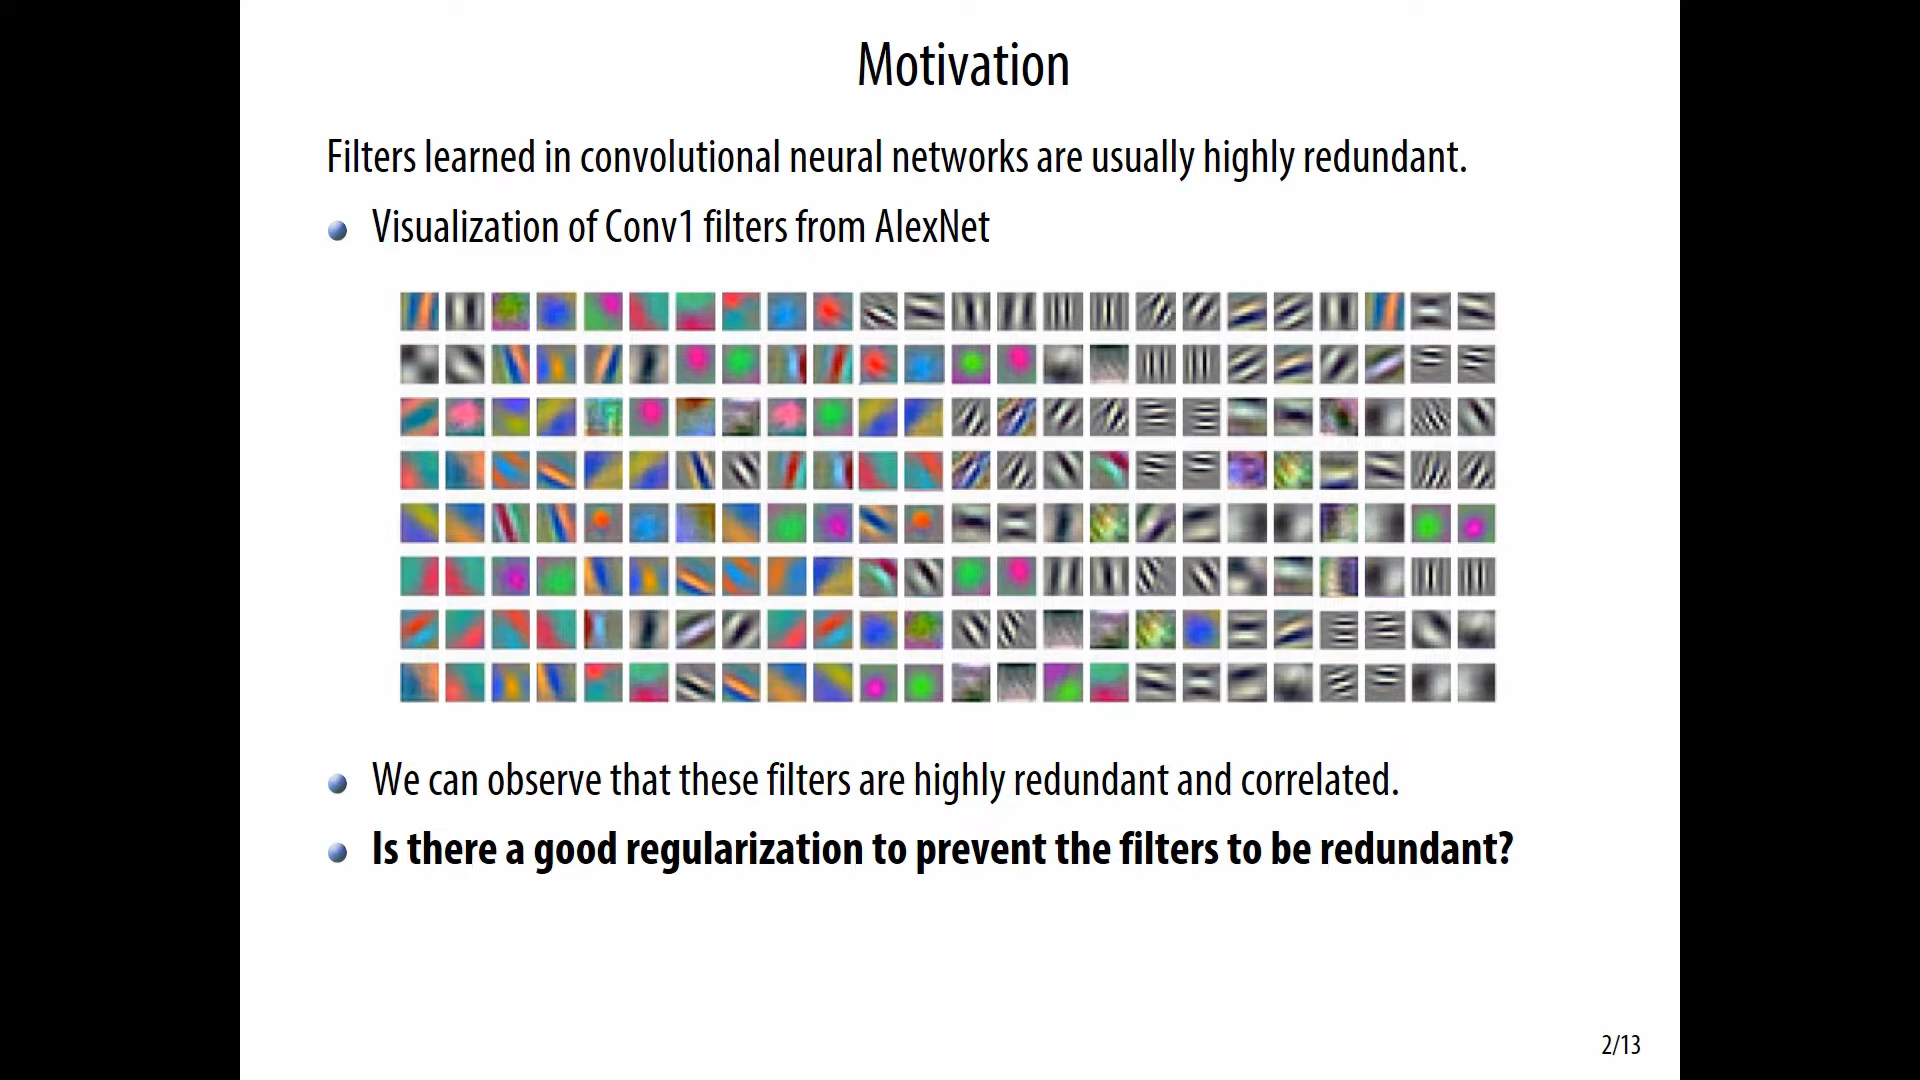 Motivation
Filters learned in convolutional neural networks are usually highly redundant.
Visualization of Conv1 filters from AlexNet
We can observe that these filters are highly redundant and correlated.
Is there a good regularization to prevent the filters to be redundant?
2/13